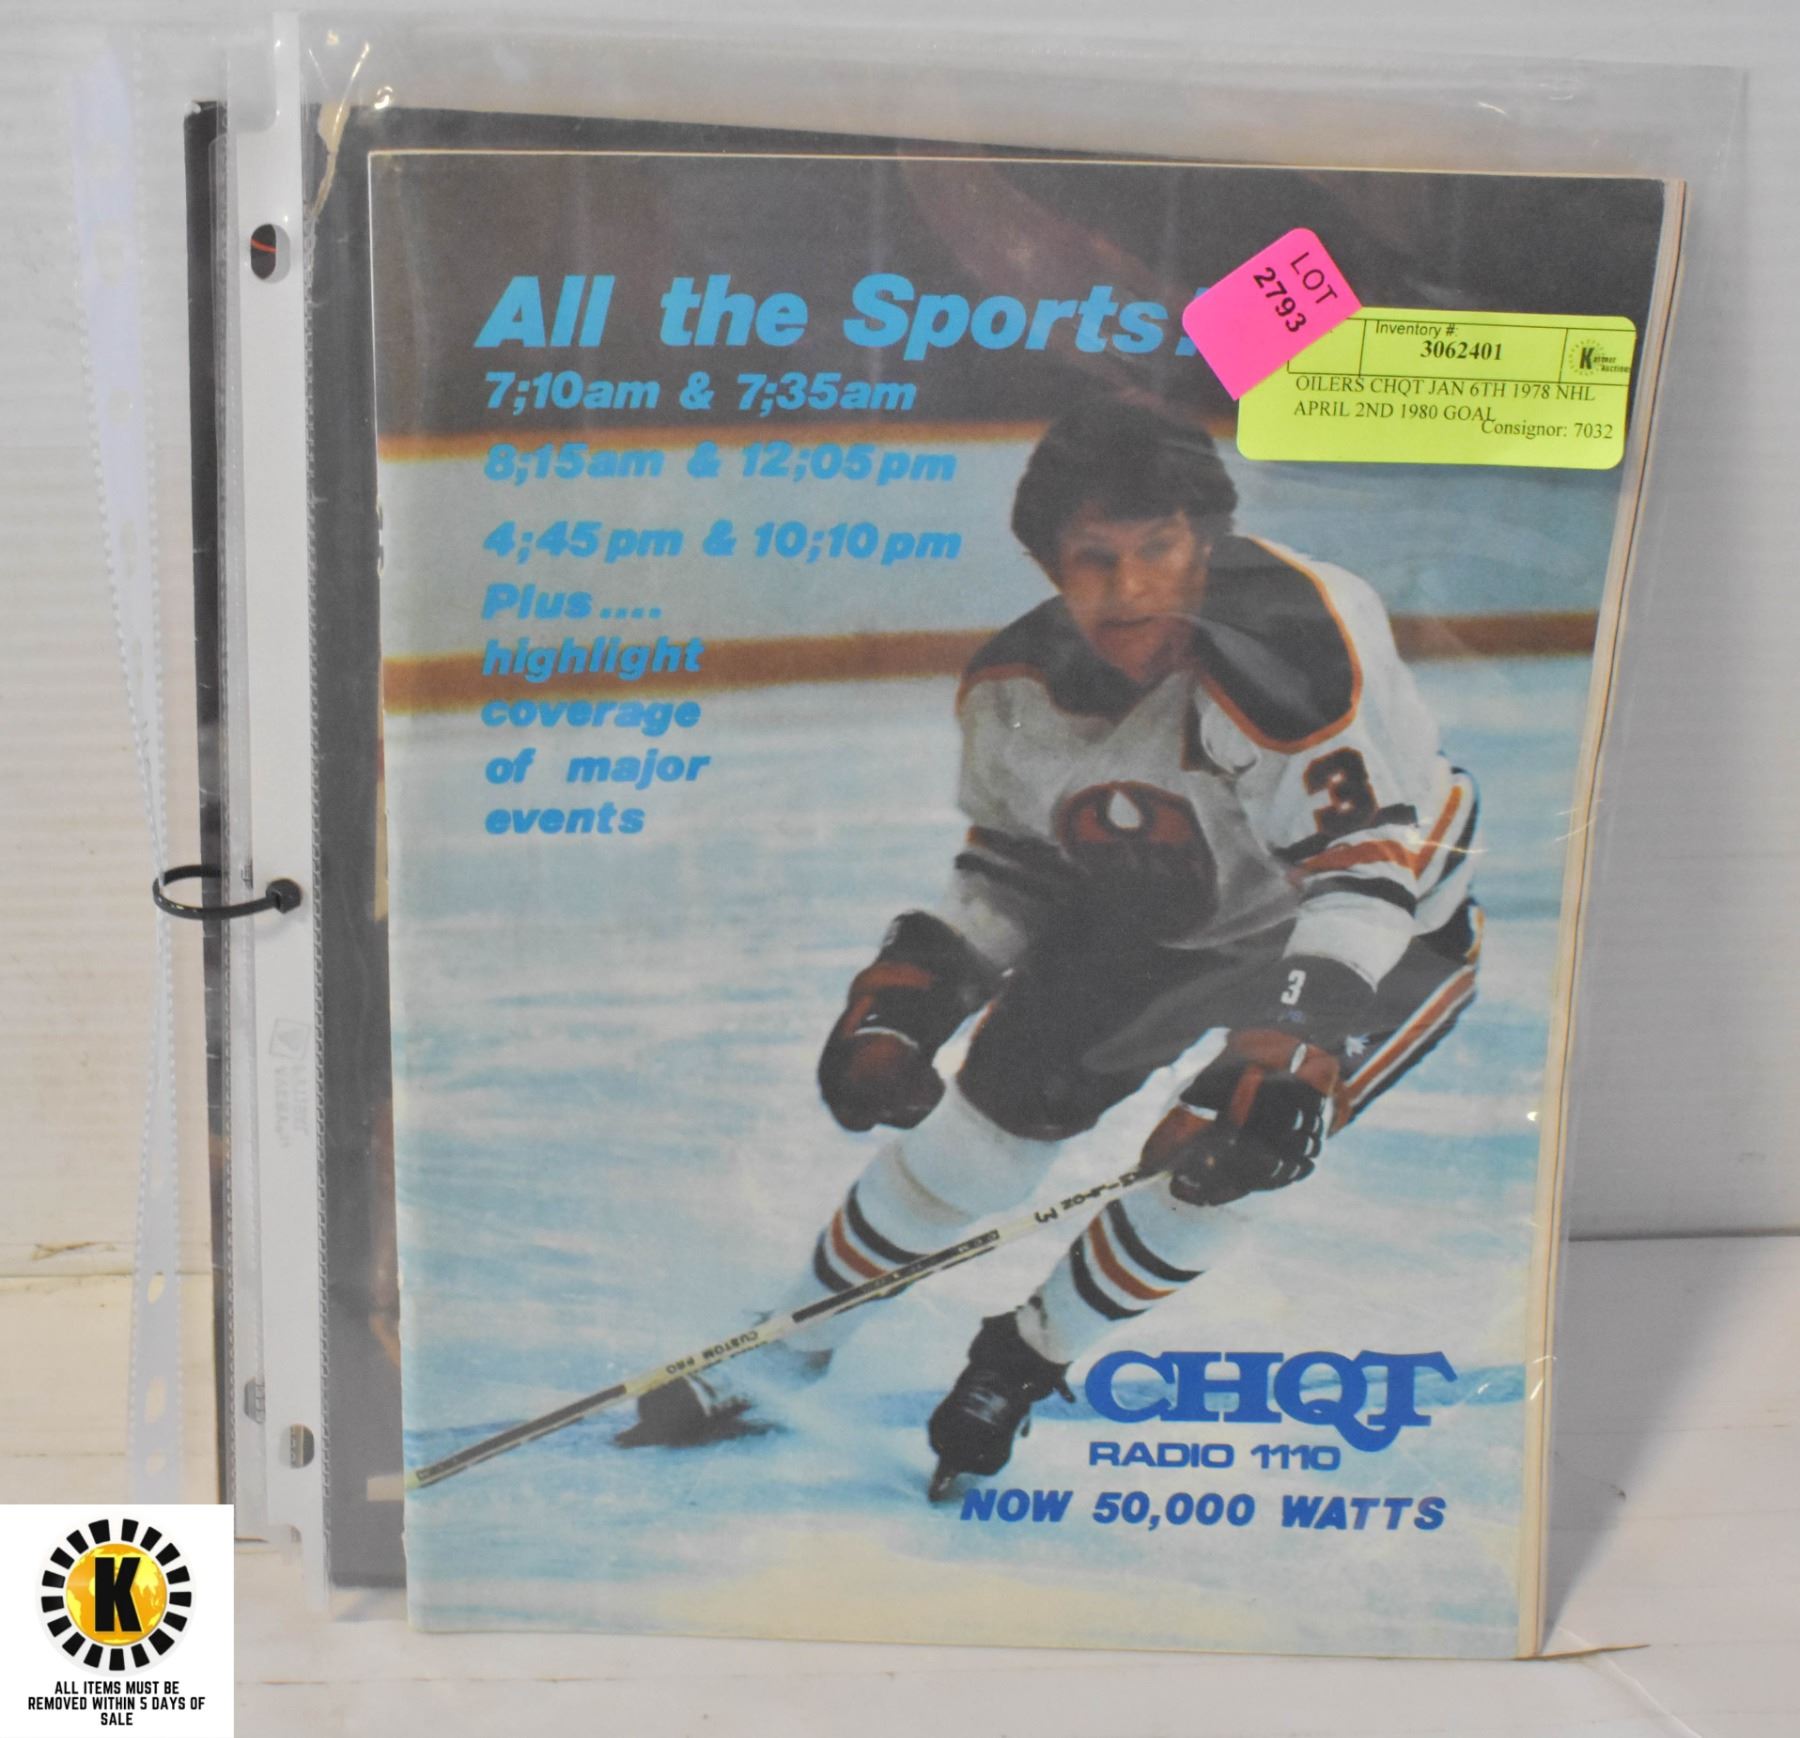 All the Sports!
7;10am & 7;35am
8;15am & 12;05pm
4;45pm & 10;10pm
Plus....
highlight
coverage
of major
events
LOT
2793
Inventory #:
3062401
OILERS CHQT JAN 6TH 1978 NHL
APRIL 2ND 1980 GOAL
Consignor: 7032
3
3
CUSTOM PRO
CHQT
RADIO 1110
NOW 50,000 WATTS
K
ALL ITEMS MUST BE
REMOVED WITHIN 5 DAYS OF
SALE